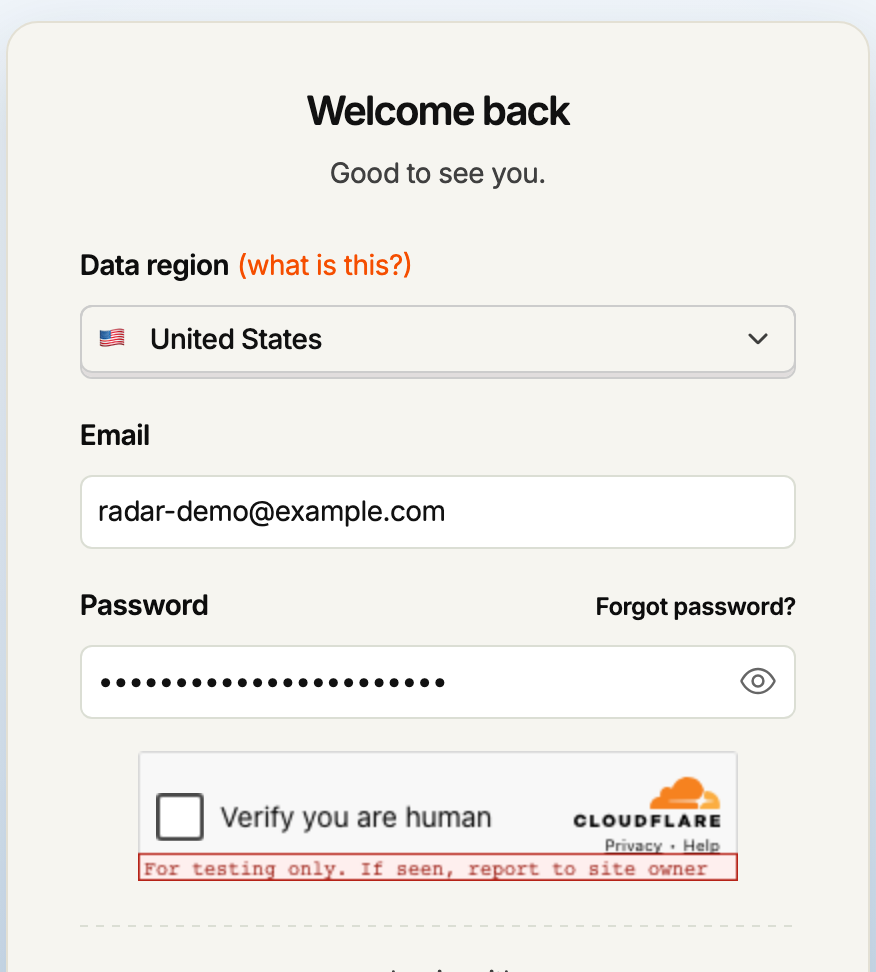 Welcome back
Good to see you.
Data region (what is this?)
United States
Email
radar-demo@example.com
Password Forgot password?
Verify you are human
CLOUDFLARE
Privacy • Help
For testing only. If seen, report to site owner